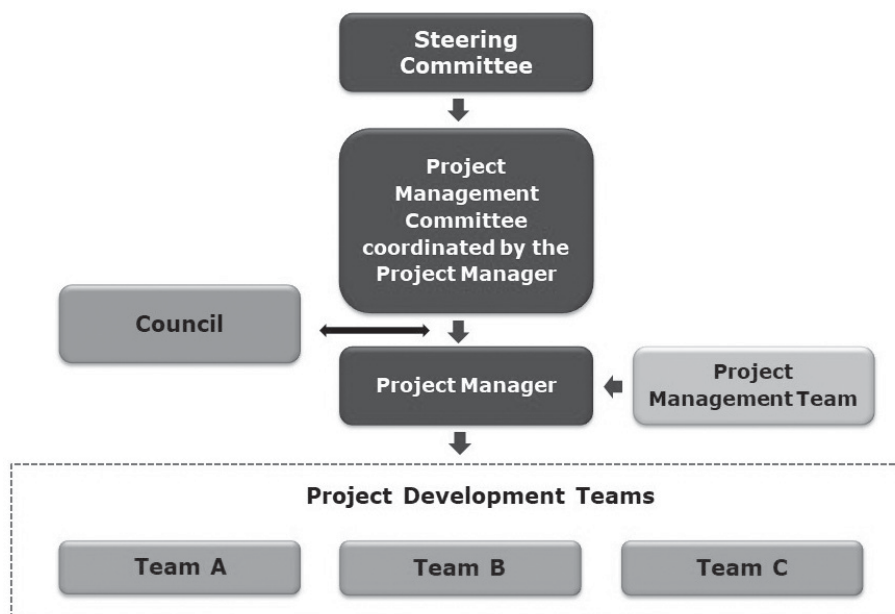 Steering
Committee
Project
Management
Committee
coordinated by the
Project Manager
Council
Project Manager
Project
Management Team
Project Development Teams
Team A
Team B
Team C